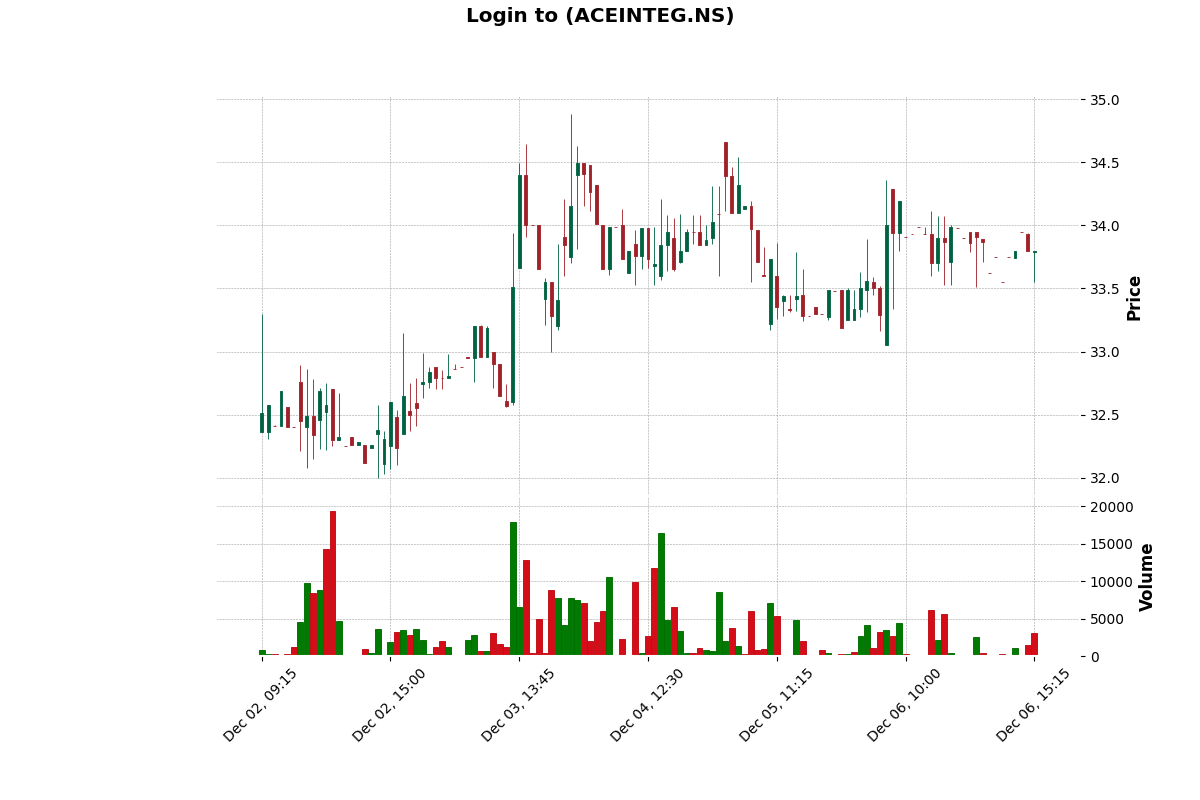 Login to (ACEINTEG.NS)
35.0
34.5
34.0
33.5
33.0
32.5
32.0
Price
20000
15000
10000
5000
0
Volume
Dec 02, 09:15
Dec 02, 15:00
Dec 03, 13:45
Dec 04, 12:30
Dec 05, 11:15
Dec 06, 10:00
Dec 06, 15:15